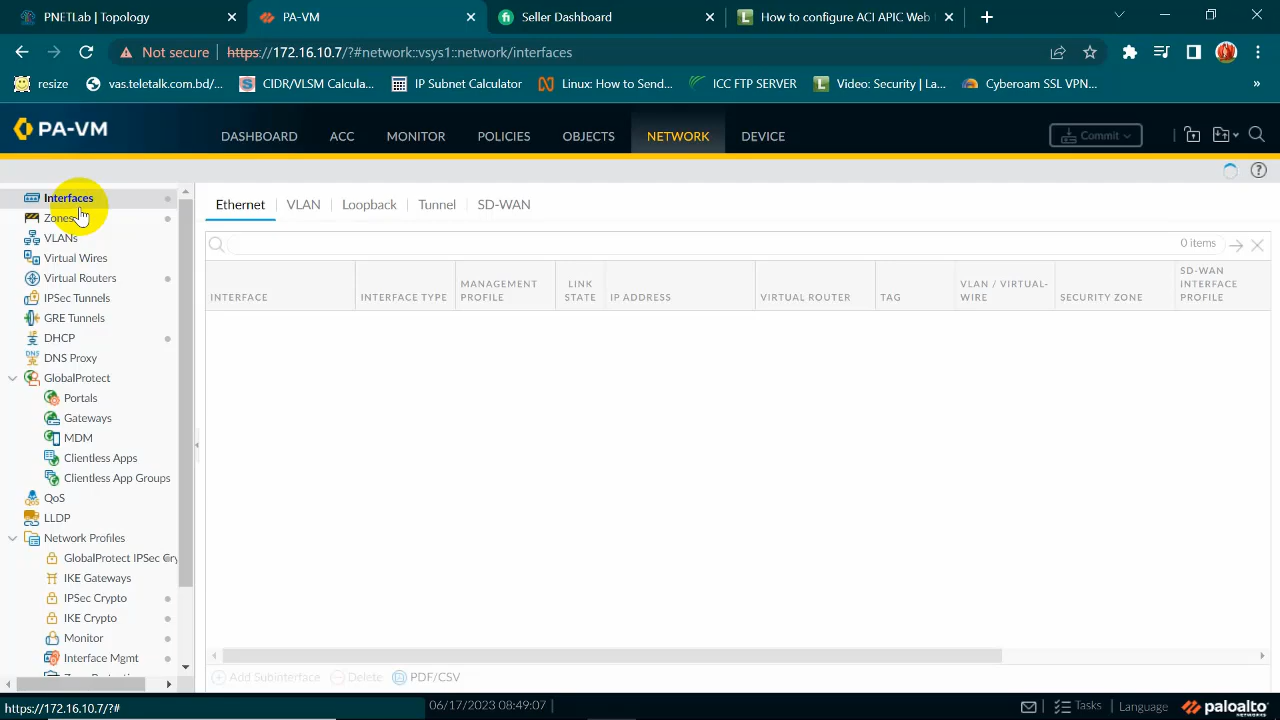 PNETLab | Topology
PA-VM
Seller Dashboard
How to configure ACI APIC Web
Not secure
https://172.16.10.7/?#network::vsys1::network/interfaces
resize
vas.teletalk.com.bd/...
CIDR/VLSM Calcula...
IP Subnet Calculator
Linux: How to Send...
ICC FTP SERVER
Video: Security | La...
Cyberoam SSL VPN...
»
PA-VM
DASHBOARD
ACC
MONITOR
POLICIES
OBJECTS
NETWORK
DEVICE
Commit
Interfaces
Zones
VLANs
Virtual Wires
Virtual Routers
IPSec Tunnels
GRE Tunnels
DHCP
DNS Proxy
GlobalProtect
Portals
Gateways
MDM
Clientless Apps
Clientless App Groups
QoS
LLDP
Network Profiles
GlobalProtect IPSec Cry
IKE Gateways
IPSec Crypto
IKE Crypto
Monitor
Interface Mgmt
Ethernet
VLAN
Loopback
Tunnel
SD-WAN
0 items
INTERFACE
INTERFACE TYPE
MANAGEMENT
PROFILE
LINK
STATE
IP ADDRESS
VIRTUAL ROUTER
TAG
VLAN / VIRTUAL-
WIRE
SECURITY ZONE
SD-WAN
INTERFACE
PROFILE
Add Subinterface
Delete
PDF/CSV
https://172.16.10.7/?#
06/17/2023 08:49:07
Tasks
Language
paloalto
NETWORKS